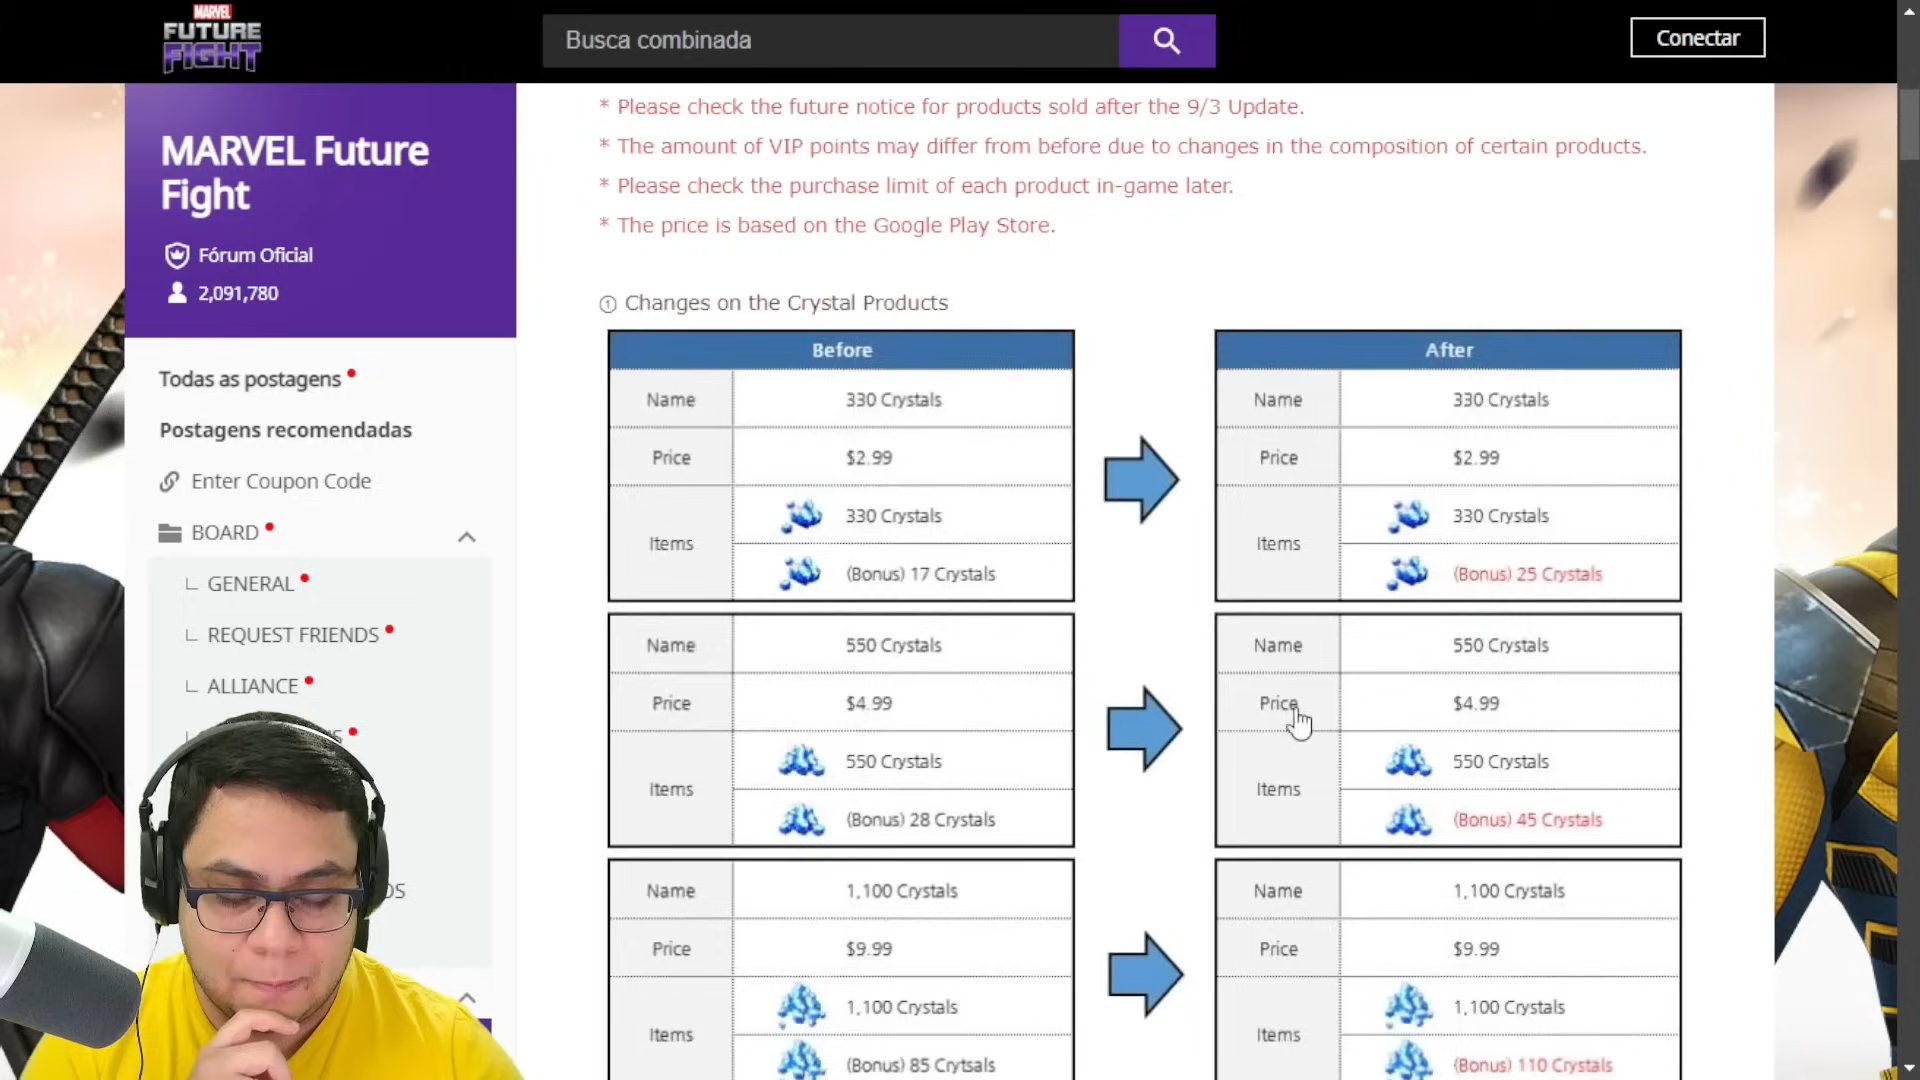 MARVEL
FUTURE
FIGHT
Busca combinada
Conectar
MARVEL Future
Fight
Fórum Oficial
2,091,780
Todas as postagens
Postagens recomendadas
Enter Coupon Code
BOARD
GENERAL
REQUEST FRIENDS
ALLIANCE
* Please check the future notice for products sold after the 9/3 Update.
* The amount of VIP points may differ from before due to changes in the composition of certain products.
* Please check the purchase limit of each product in-game later.
* The price is based on the Google Play Store.
① Changes on the Crystal Products
Before
Name 330 Crystals
Price $2.99
Items 330 Crystals
(Bonus) 17 Crystals
Name 550 Crystals
Price $4.99
Items 550 Crystals
(Bonus) 28 Crystals
Name 1,100 Crystals
Price $9.99
Items 1,100 Crystals
(Bonus) 85 Crytsals
After
Name 330 Crystals
Price $2.99
Items 330 Crystals
(Bonus) 25 Crystals
Name 550 Crystals
Price $4.99
Items 550 Crystals
(Bonus) 45 Crystals
Name 1,100 Crystals
Price $9.99
Items 1,100 Crystals
(Bonus) 110 Crystals